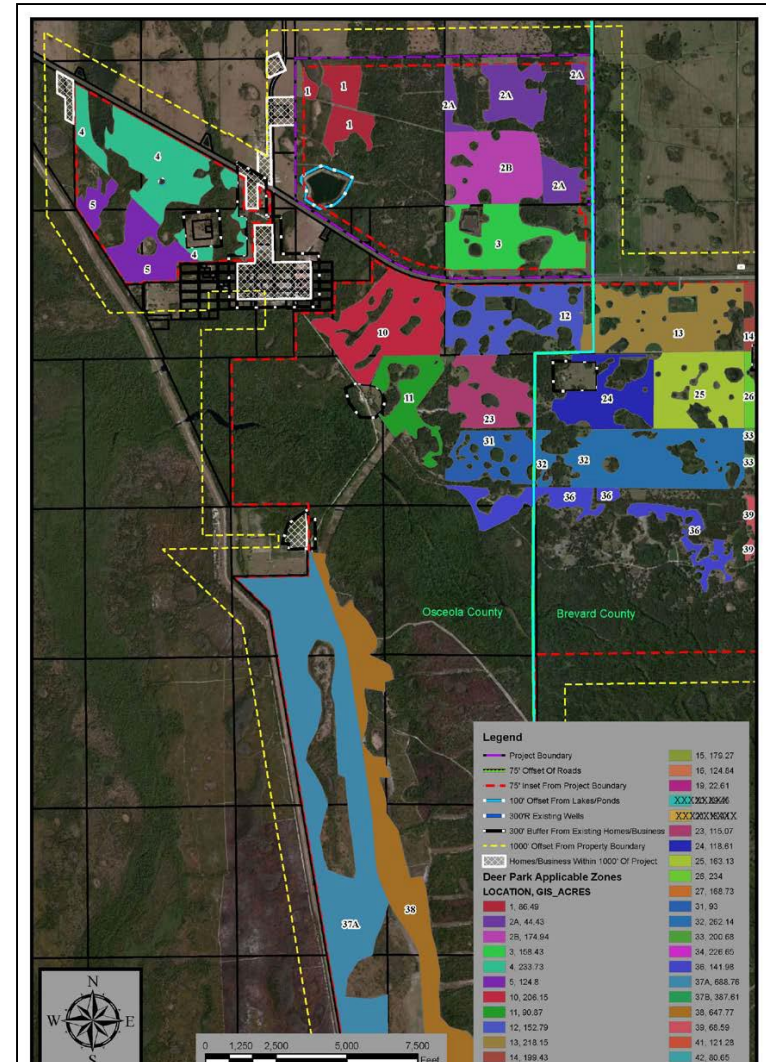 1
1
1
2A
2A
2A
2B
2A
3
4
4
4
5
5
10
11
12
13
14
23
24
25
26
31
32
32
33
33
36
36
36
39
39
37A
38
Osceola County
Brevard County
Legend
Project Boundary
75' Offset Of Roads
75' Inset From Project Boundary
100' Offset From Lakes/Ponds
300'R Existing Wells
300' Buffer From Existing Homes/Business
1000' Offset From Property Boundary
Homes/Business Within 1000' Of Project
Deer Park Applicable Zones
LOCATION, GIS_ACRES
1, 86.49
2A, 44.43
2B, 174.94
3, 158.43
4, 233.73
5, 124.8
10, 206.15
11, 90.87
12, 152.79
13, 218.15
14, 199.43
15, 179.27
16, 124.84
19, 22.61
23, 115.07
24, 118.61
25, 163.13
26, 234
27, 168.73
31, 93
32, 262.14
33, 200.68
34, 226.65
36, 141.98
37A, 688.76
37B, 387.61
38, 647.77
39, 68.59
41, 121.28
42, 80.65
N
W
E
S
0 1,250 2,500 5,000 7,500
Feet